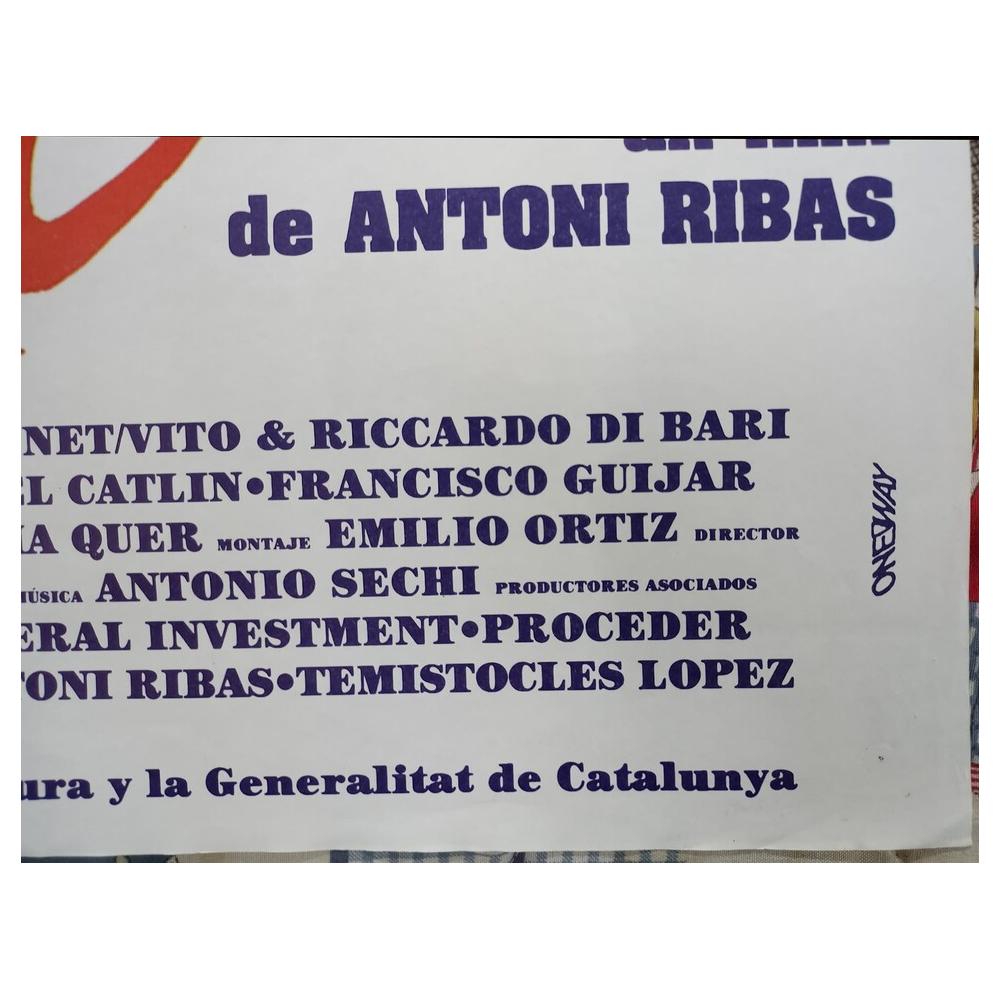 de ANTONI RIBAS
NET/VITO & RICCARDO DI BARI
EL CATLIN•FRANCISCO GUIJAR
IA QUER MONTAJE EMILIO ORTIZ DIRECTOR
MÚSICA ANTONIO SECHI PRODUCTORES ASOCIADOS
ERAL INVESTMENT•PROCEDER
TONI RIBAS•TEMISTOCLES LOPEZ
ura y la Generalitat de Catalunya
ONEWAY